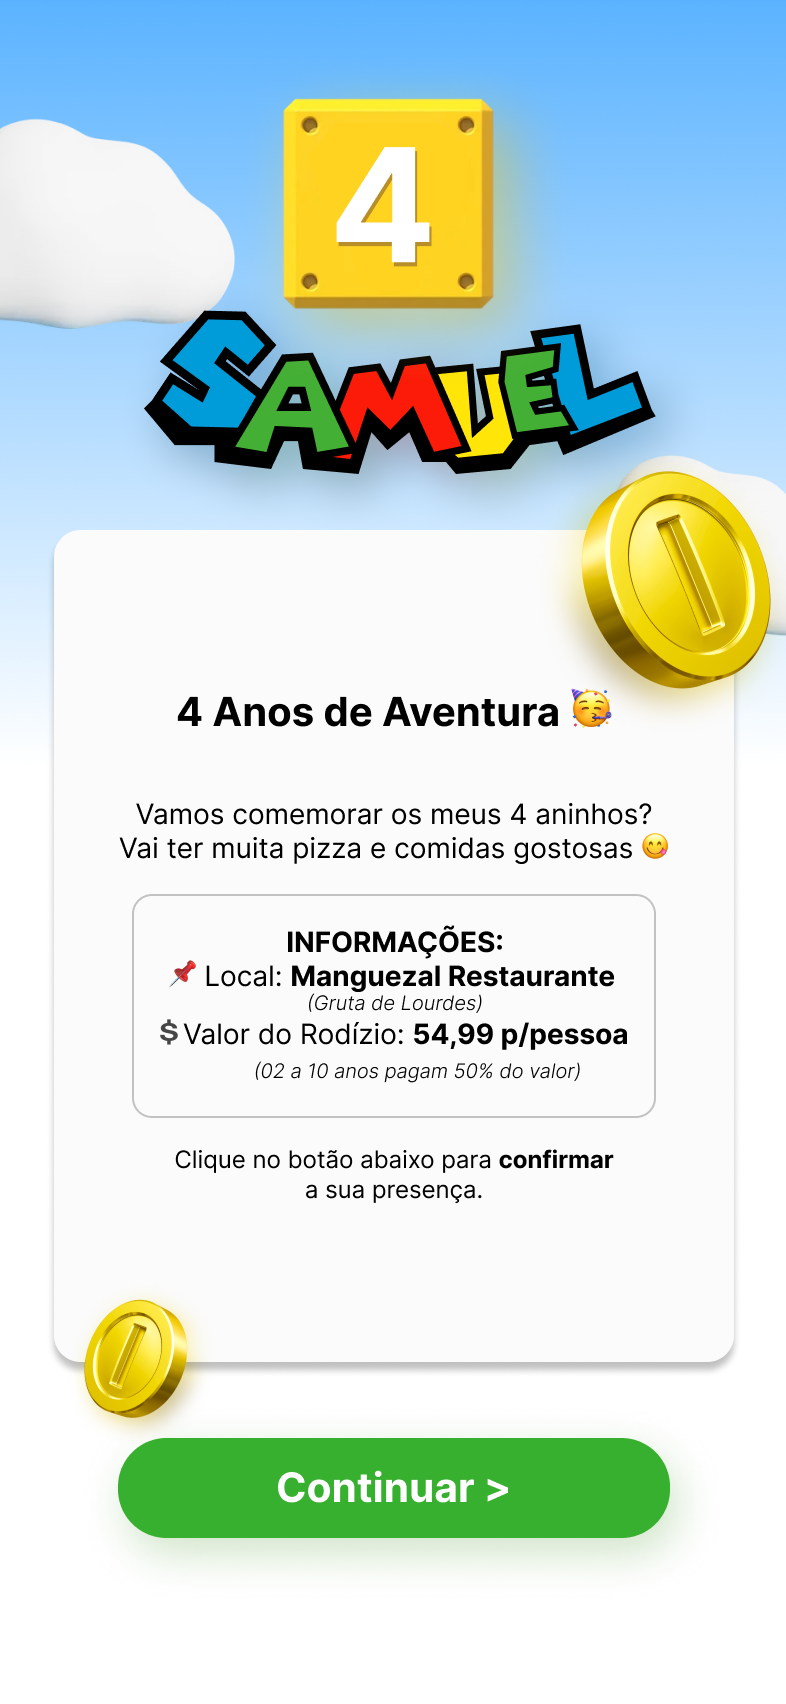 4
SAMUEL
4 Anos de Aventura 🥳
Vamos comemorar os meus 4 aninhos?
Vai ter muita pizza e comidas gostosas 😋
INFORMAÇÕES:
📌 Local: Manguezal Restaurante
(Gruta de Lourdes)
$ Valor do Rodízio: 54,99 p/pessoa
(02 a 10 anos pagam 50% do valor)
Clique no botão abaixo para confirmar
a sua presença.
Continuar >